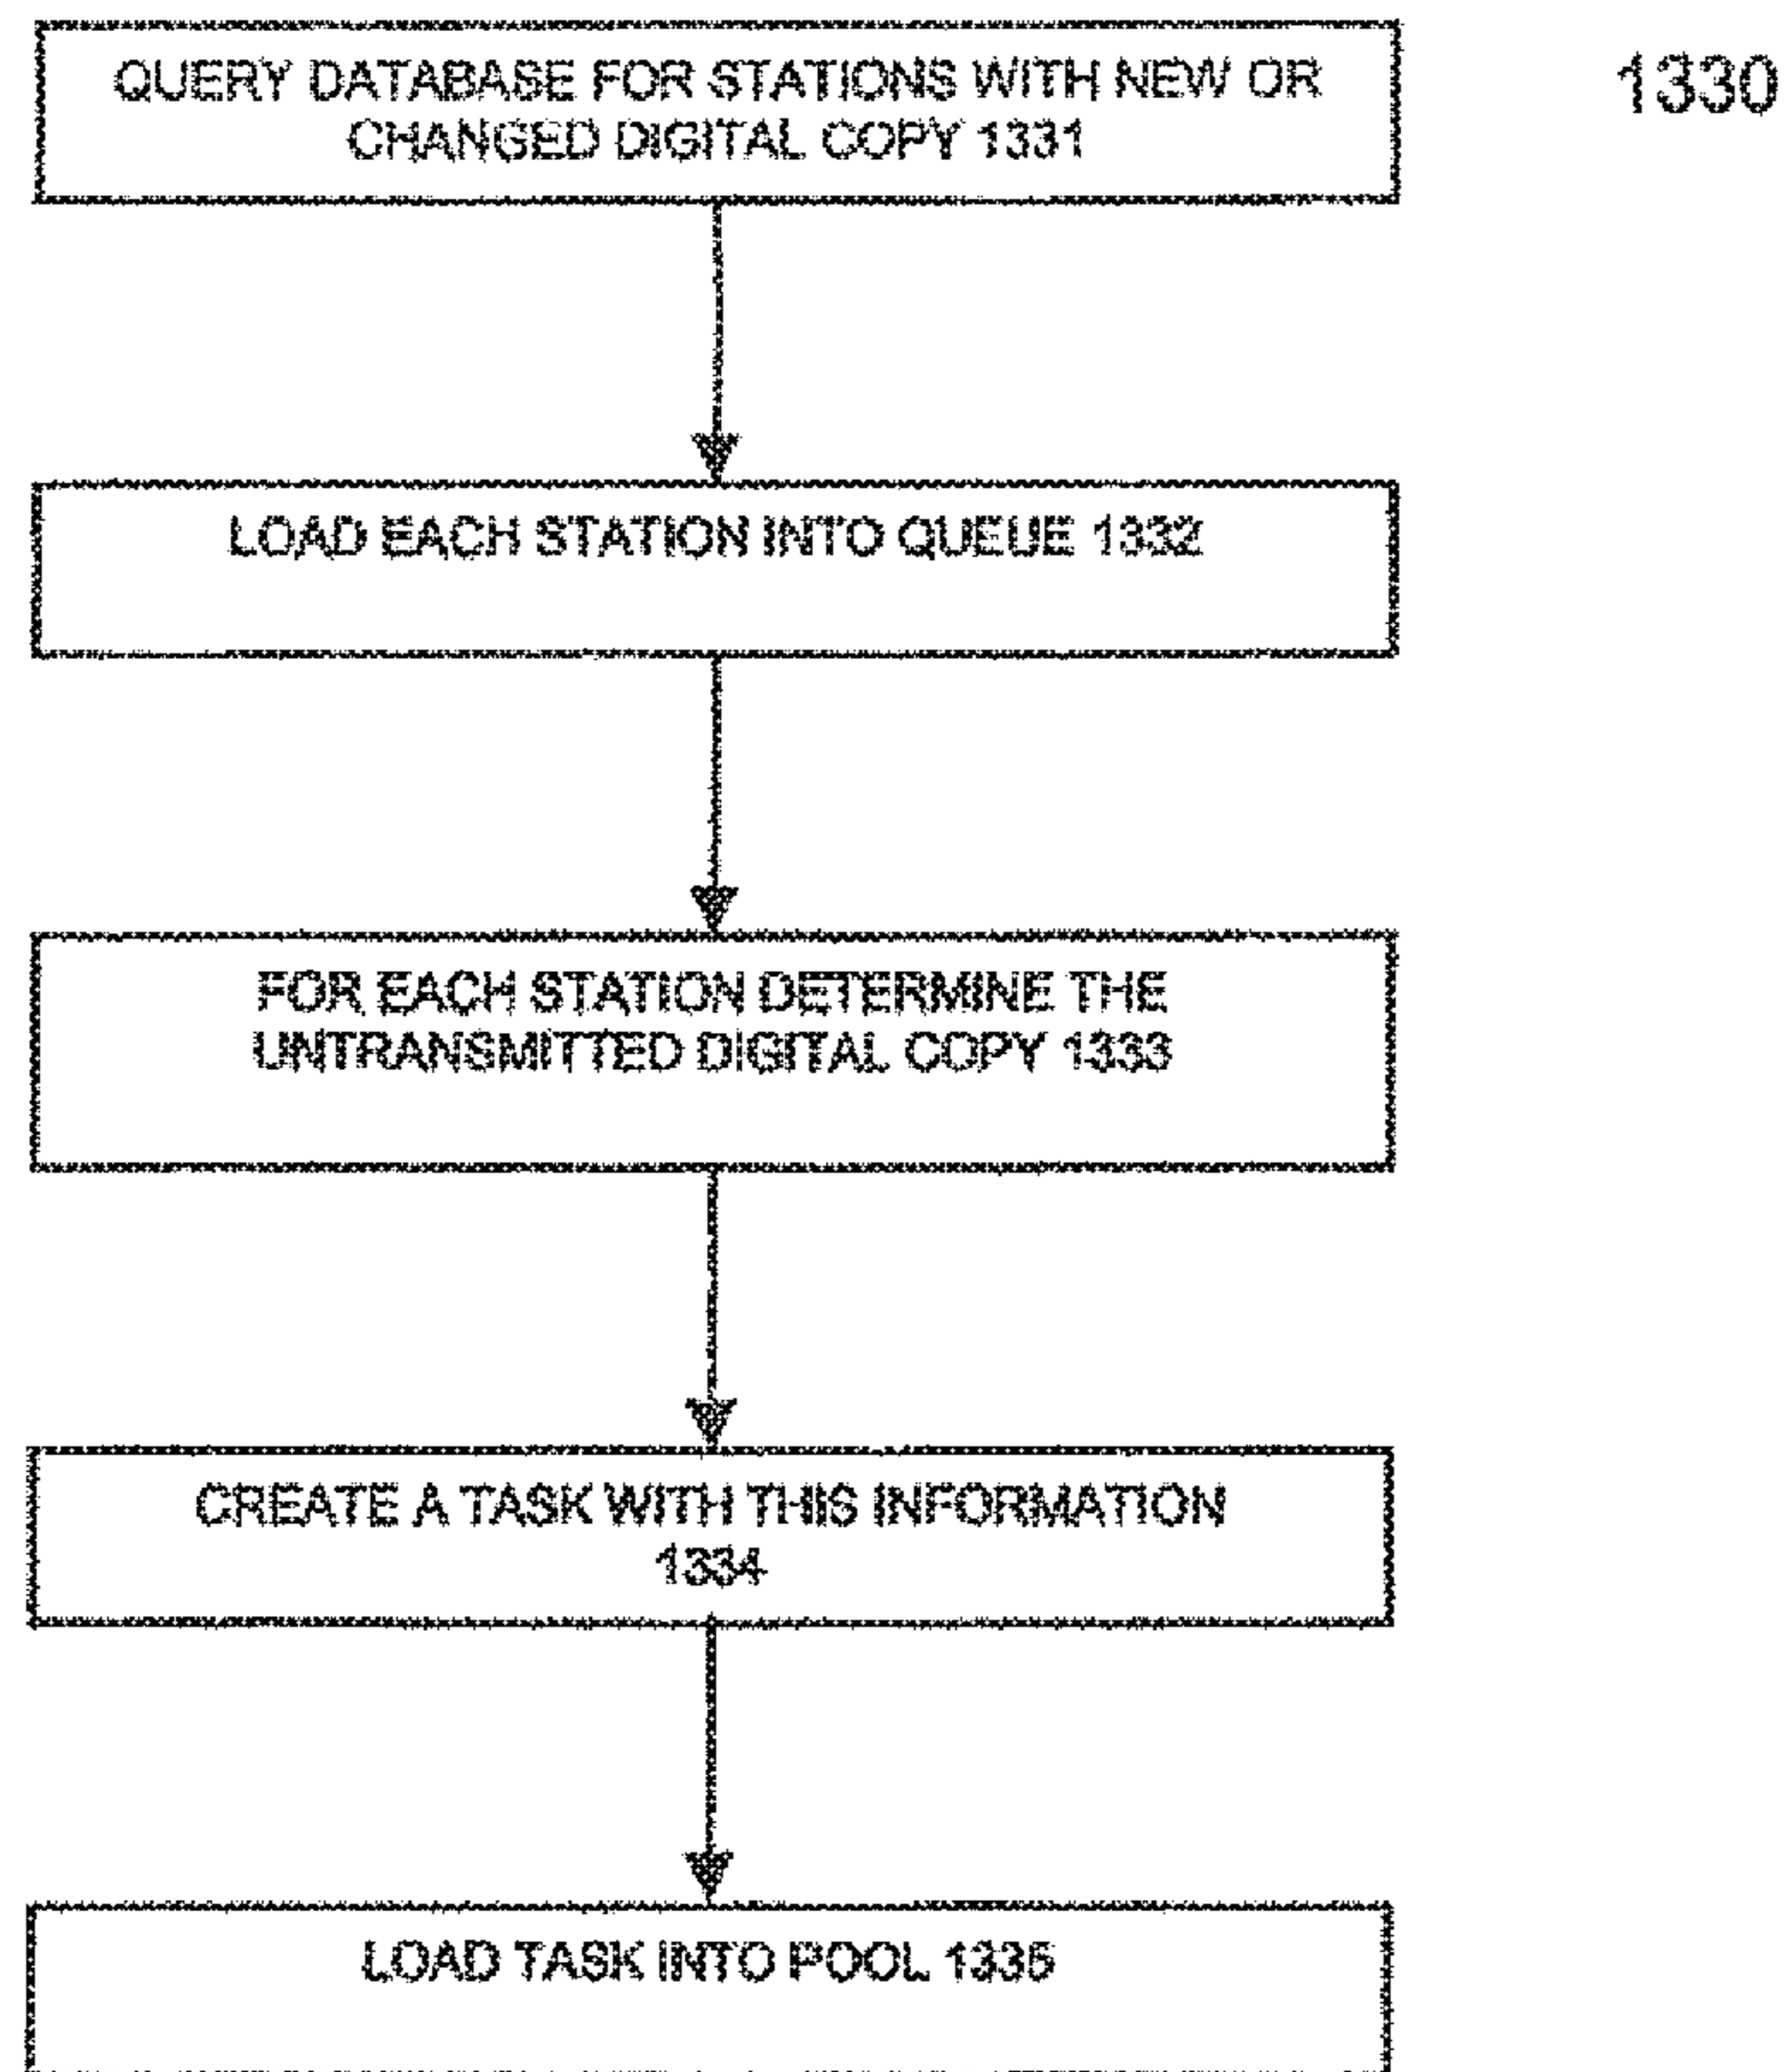 QUERY DATABASE FOR STATIONS WITH NEW OR
CHANGED DIGITAL COPY 1331
1330
LOAD EACH STATION INTO QUEUE 1332
FOR EACH STATION DETERMINE THE
UNTRANSMITTED DIGITAL COPY 1333
CREATE A TASK WITH THIS INFORMATION
1334
LOAD TASK INTO POOL 1335